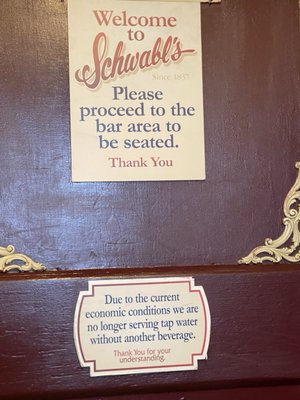 Welcome
to
Schwabl's
Since 1837
Please
proceed to the
bar area to
be seated.
Thank You
Due to the current
economic conditions we are
no longer serving tap water
without another beverage.
Thank You for your
understanding.